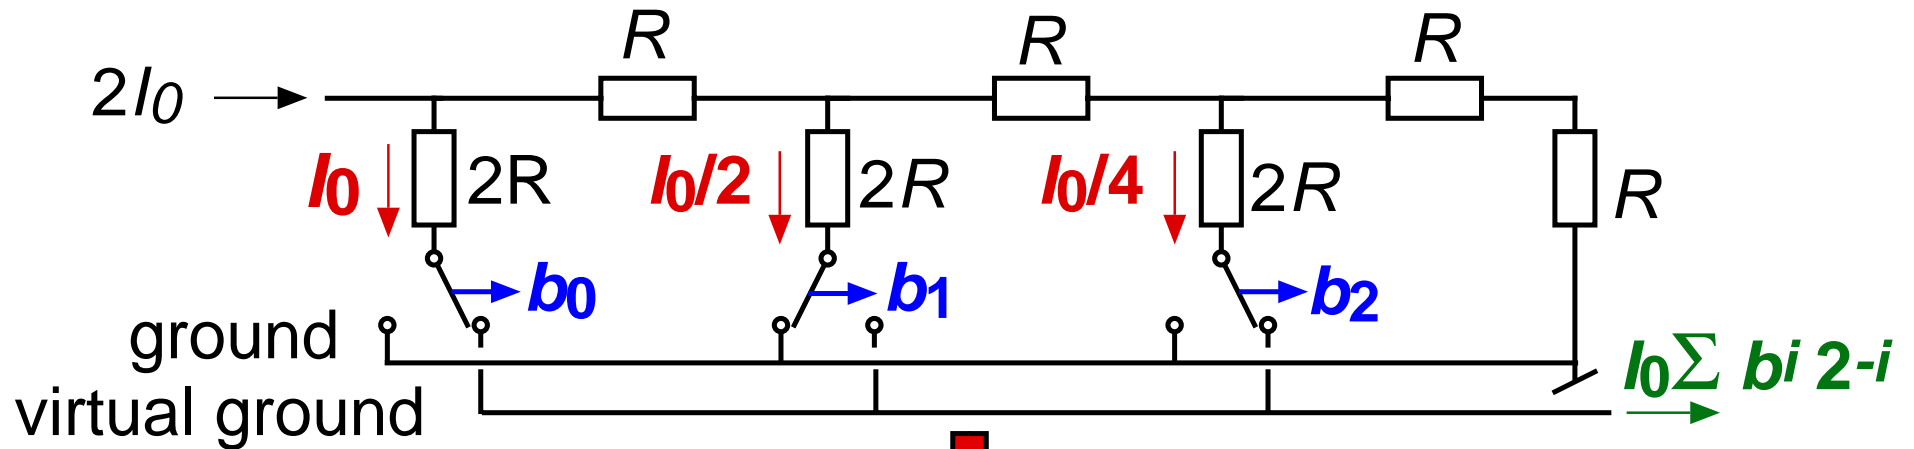 R R R
2I0
I0 2R I0/2 2R I0/4 2R R
b0 b1 b2
ground
I0Σ bi 2-i
virtual ground